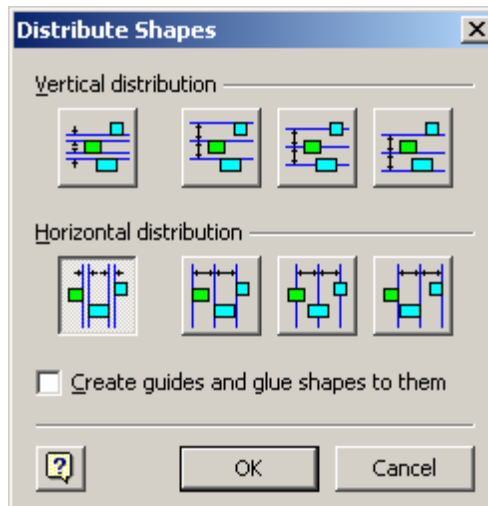 Distribute Shapes
Vertical distribution
Horizontal distribution
Create guides and glue shapes to them
?
OK
Cancel